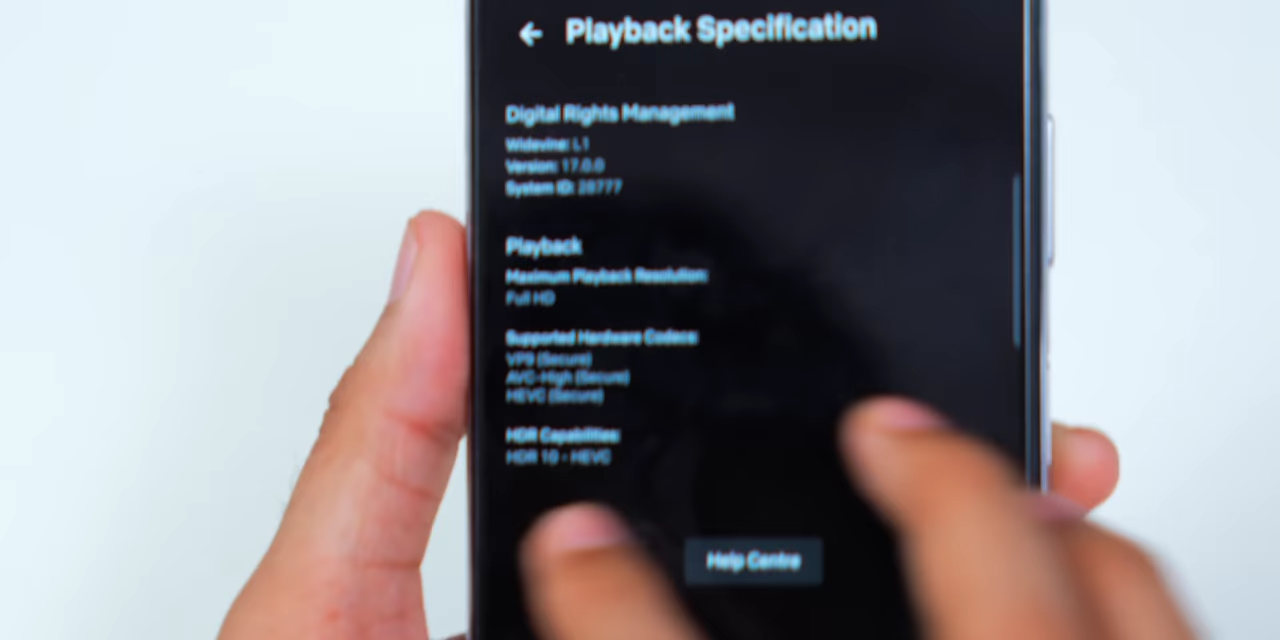 Playback Specification
Digital Rights Management
Widevine: L1
Version: 17.0.0
System ID: 28777
Playback
Maximum Playback Resolution:
Full HD
Supported Hardware Codecs:
VP9 (Secure)
AVC-High (Secure)
HEVC (Secure)
HDR Capabilities:
HDR 10 - HEVC
Help Centre